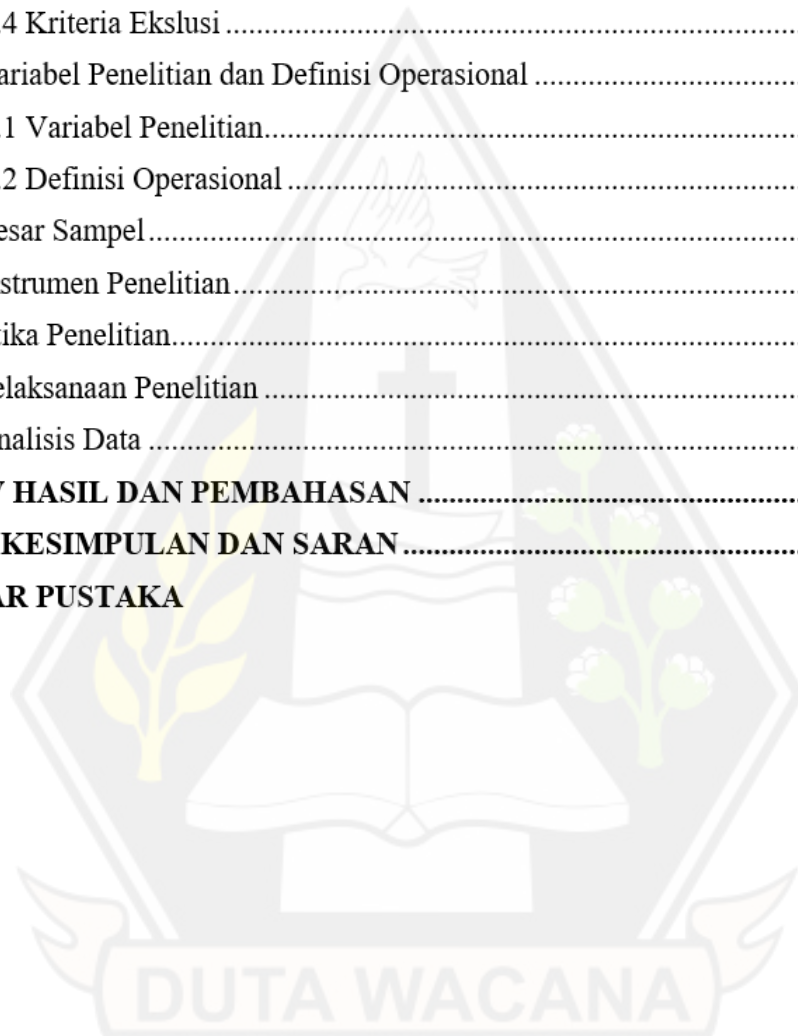 .4 Kriteria Ekslusi ........................................................................
ariabel Penelitian dan Definisi Operasional ..................................
.1 Variabel Penelitian....................................................................
.2 Definisi Operasional ................................................................
esar Sampel...................................................................................
strumen Penelitian........................................................................
tika Penelitian................................................................................
elaksanaan Penelitian ....................................................................
nalisis Data ...................................................................................
V HASIL DAN PEMBAHASAN ..................................................
KESIMPULAN DAN SARAN....................................................
AR PUSTAKA
DUTA WACANA